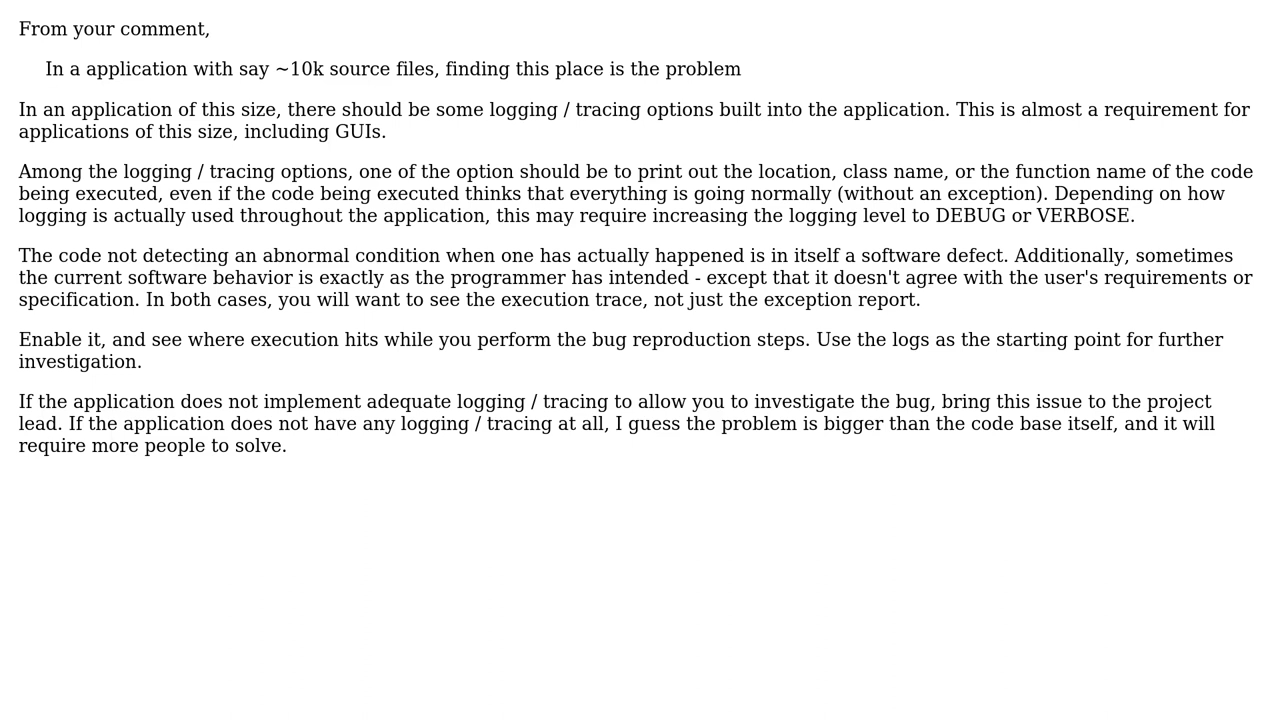 From your comment,
In a application with say ~10k source files, finding this place is the problem
In an application of this size, there should be some logging / tracing options built into the application. This is almost a requirement for
applications of this size, including GUIs.
Among the logging / tracing options, one of the option should be to print out the location, class name, or the function name of the code
being executed, even if the code being executed thinks that everything is going normally (without an exception). Depending on how
logging is actually used throughout the application, this may require increasing the logging level to DEBUG or VERBOSE.
The code not detecting an abnormal condition when one has actually happened is in itself a software defect. Additionally, sometimes
the current software behavior is exactly as the programmer has intended - except that it doesn't agree with the user's requirements or
specification. In both cases, you will want to see the execution trace, not just the exception report.
Enable it, and see where execution hits while you perform the bug reproduction steps. Use the logs as the starting point for further
investigation.
If the application does not implement adequate logging / tracing to allow you to investigate the bug, bring this issue to the project
lead. If the application does not have any logging / tracing at all, I guess the problem is bigger than the code base itself, and it will
require more people to solve.